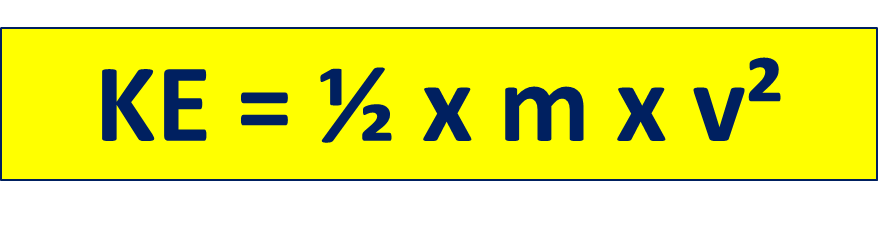 KE = ½ x m x v²